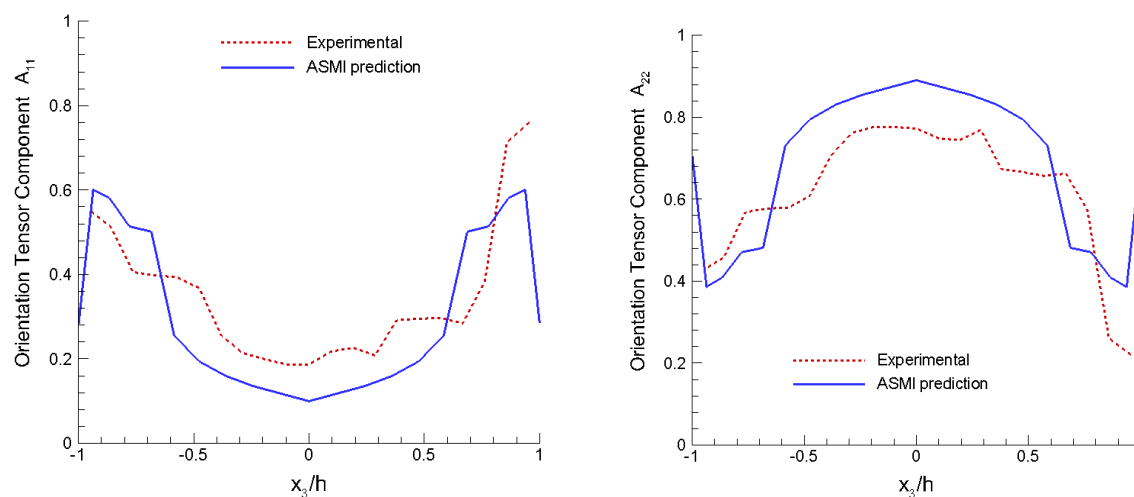 1
0.8
0.6
0.4
0.2
0
Orientation Tensor Component A₁₁
Experimental
ASMI prediction
-1
-0.5
0
0.5
1
x₃/h
1
0.8
0.6
0.4
0.2
0
Orientation Tensor Component A₂₂
Experimental
ASMI prediction
-1
-0.5
0
0.5
1
x₃/h